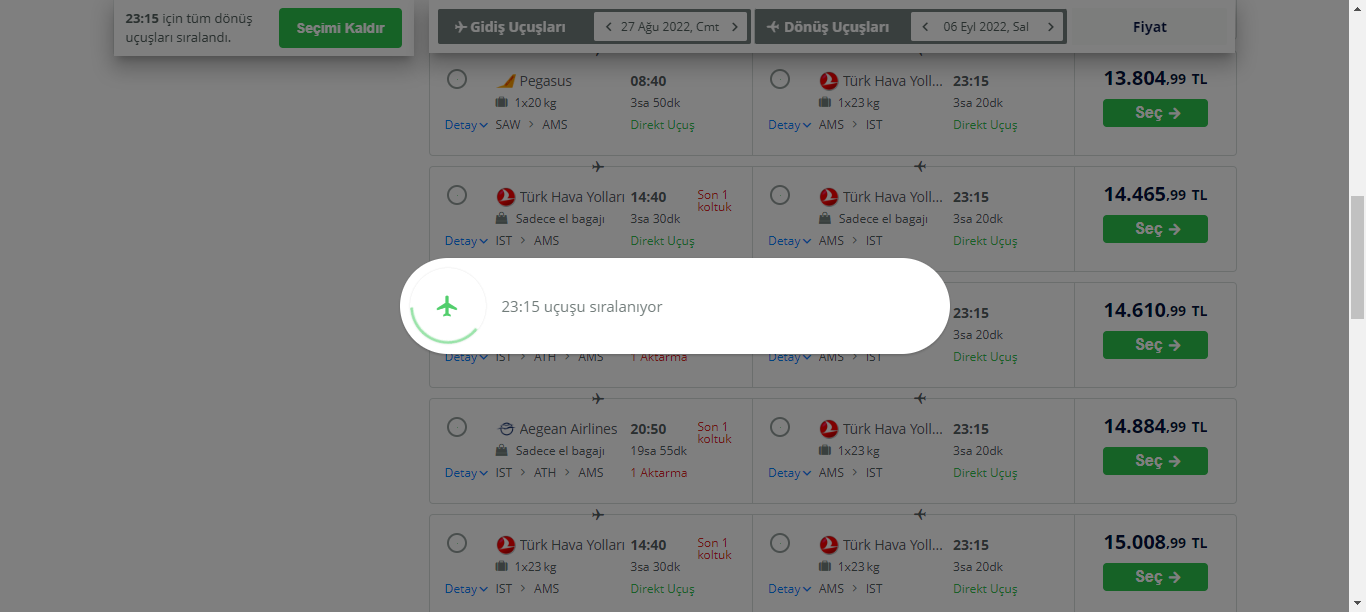 23:15 için tüm dönüş
uçuşları sıralandı.
Seçimi Kaldır
Gidiş Uçuşları
27 Ağu 2022, Cmt
Dönüş Uçuşları
06 Eyl 2022, Sal
Fiyat
Pegasus 08:40
1x20 kg 3sa 50dk
Detay SAW > AMS Direkt Uçuş
Türk Hava Yoll... 23:15
1x23 kg 3sa 20dk
Detay AMS > IST Direkt Uçuş
13.804,99 TL
Seç
Türk Hava Yolları 14:40 Son 1
koltuk
Sadece el bagajı 3sa 30dk
Detay IST > AMS Direkt Uçuş
Türk Hava Yoll... 23:15
Sadece el bagajı 3sa 20dk
Detay AMS > IST Direkt Uçuş
14.465,99 TL
Seç
23:15 uçuşu sıralanıyor
Detay IST > ATH > AMS 1 Aktarma
23:15
3sa 20dk
Detay AMS > IST Direkt Uçuş
14.610,99 TL
Seç
Aegean Airlines 20:50 Son 1
koltuk
Sadece el bagajı 19sa 55dk
Detay IST > ATH > AMS 1 Aktarma
Türk Hava Yoll... 23:15
1x23 kg 3sa 20dk
Detay AMS > IST Direkt Uçuş
14.884,99 TL
Seç
Türk Hava Yolları 14:40 Son 1
koltuk
1x23 kg 3sa 30dk
Detay IST > AMS Direkt Uçuş
Türk Hava Yoll... 23:15
1x23 kg 3sa 20dk
Detay AMS > IST Direkt Uçuş
15.008,99 TL
Seç